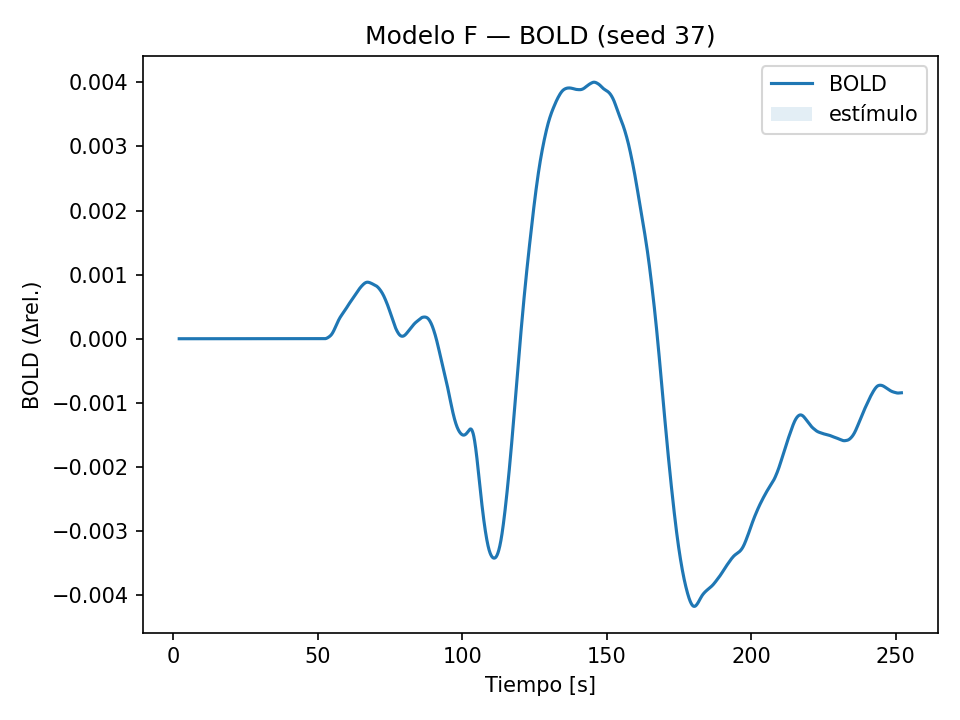 Modelo F — BOLD (seed 37)
BOLD
estímulo
BOLD (Δrel.)
0.004
0.003
0.002
0.001
0.000
−0.001
−0.002
−0.003
−0.004
0 50 100 150 200 250
Tiempo [s]